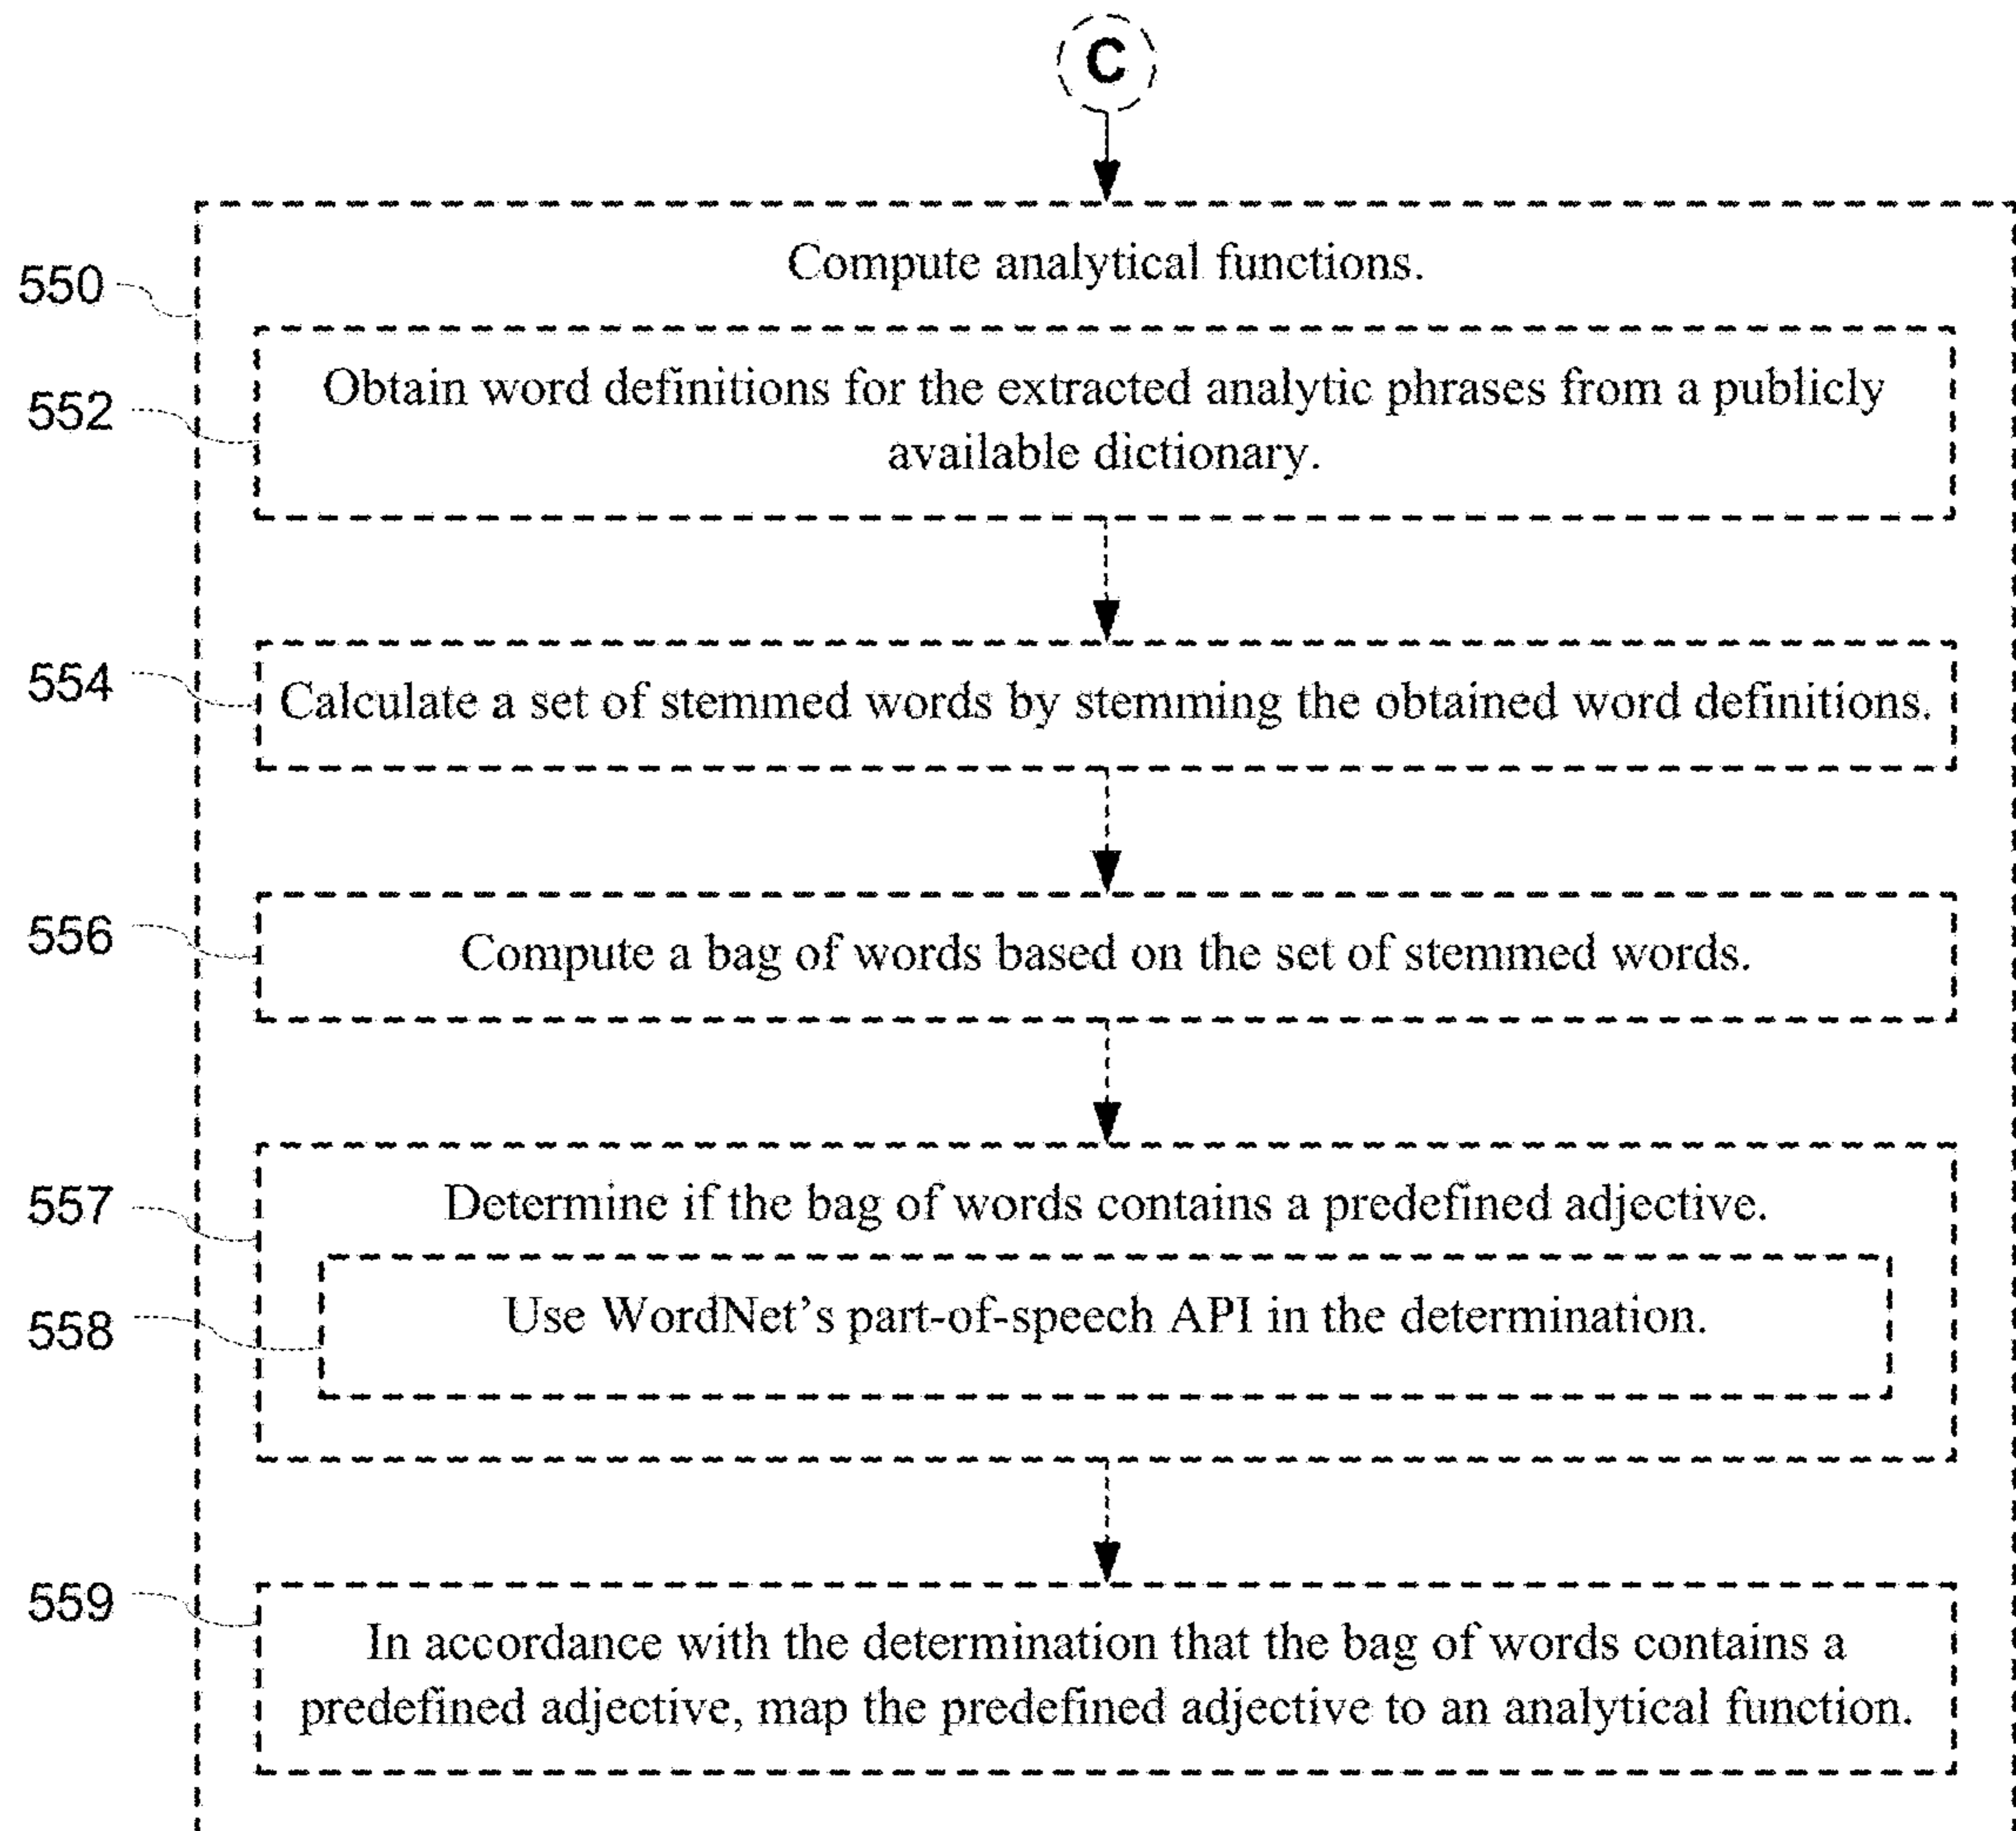 C
550
Compute analytical functions.
552
Obtain word definitions for the extracted analytic phrases from a publicly
available dictionary.
554
Calculate a set of stemmed words by stemming the obtained word definitions.
556
Compute a bag of words based on the set of stemmed words.
557
Determine if the bag of words contains a predefined adjective.
558
Use WordNet’s part-of-speech API in the determination.
559
In accordance with the determination that the bag of words contains a
predefined adjective, map the predefined adjective to an analytical function.